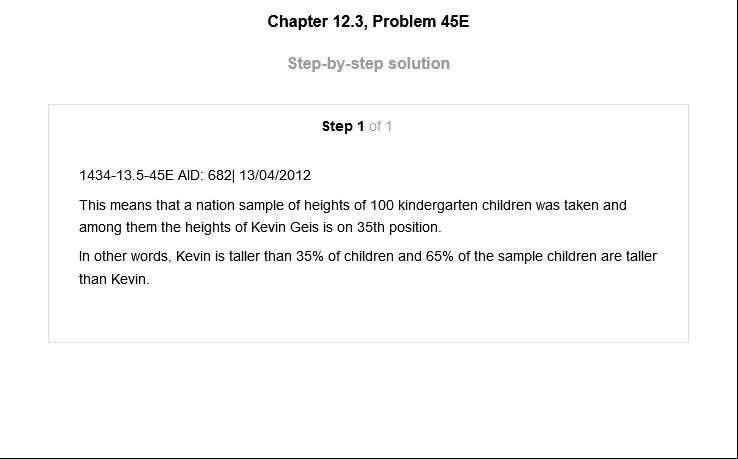 Chapter 12.3, Problem 45E
Step-by-step solution
Step 1 of 1
1434-13.5-45E AID: 682| 13/04/2012
This means that a nation sample of heights of 100 kindergarten children was taken and
among them the heights of Kevin Geis is on 35th position.
In other words, Kevin is taller than 35% of children and 65% of the sample children are taller
than Kevin.